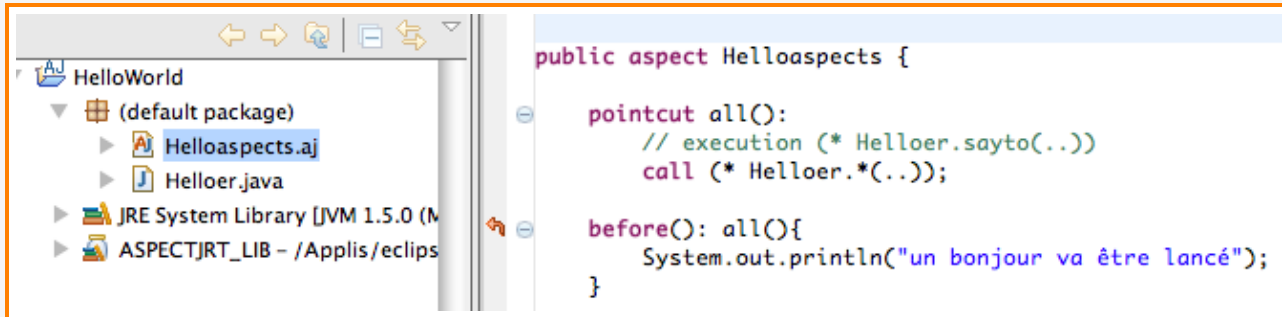 HelloWorld
(default package)
Helloaspects.aj
Helloer.java
JRE System Library [JVM 1.5.0 (M
ASPECTJRT_LIB – /Applis/eclips
public aspect Helloaspects {
pointcut all():
// execution (* Helloer.sayto(..))
call (* Helloer.*(..));
before(): all(){
System.out.println("un bonjour va être lancé");
}